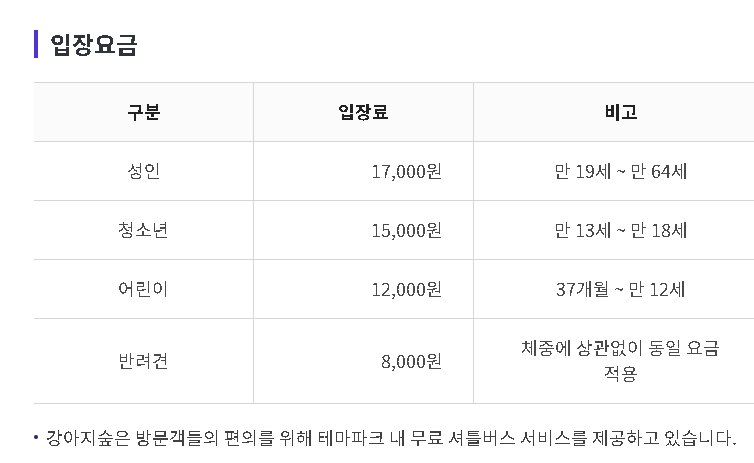 입장요금
구분 입장료 비고
성인 17,000원 만 19세 ~ 만 64세
청소년 15,000원 만 13세 ~ 만 18세
어린이 12,000원 37개월 ~ 만 12세
반려견 8,000원 체중에 상관없이 동일 요금
적용
• 강아지숲은 방문객들의 편의를 위해 테마파크 내 무료 셔틀버스 서비스를 제공하고 있습니다.